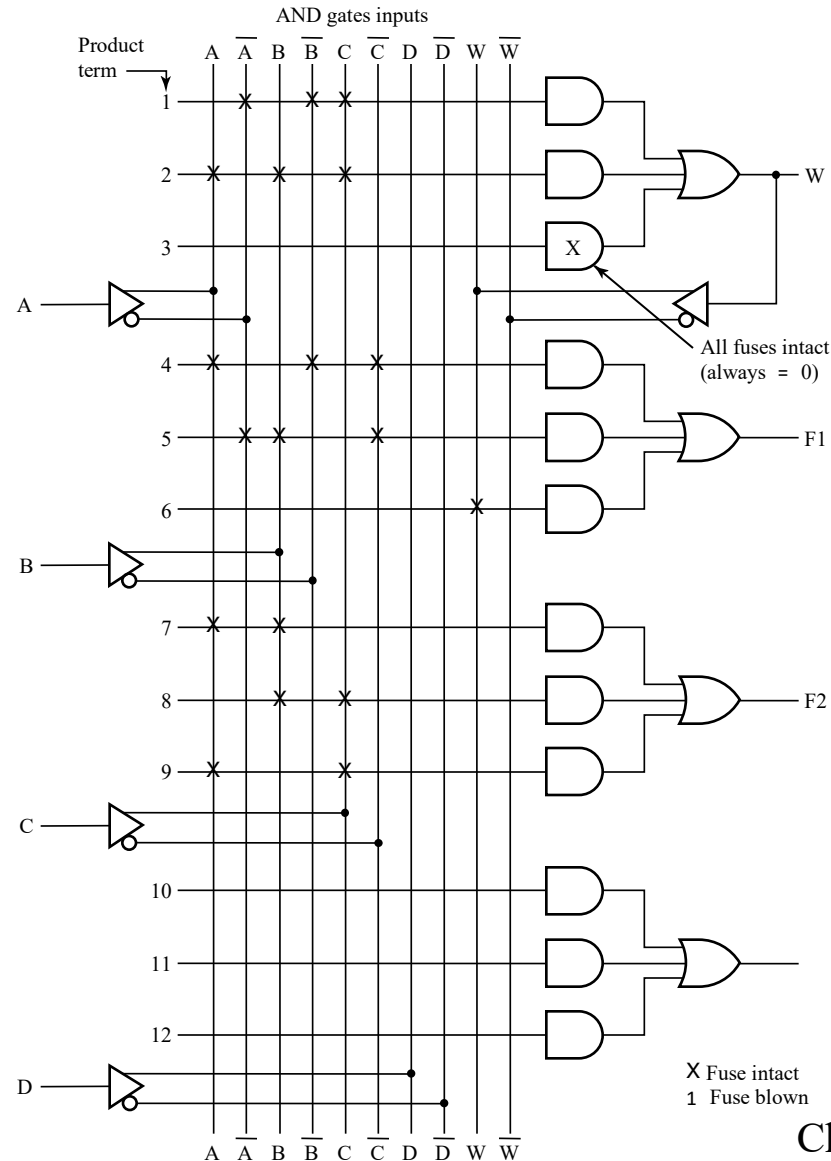 AND gates inputs
Product
term
A A̅ B B̅ C C̅ D D̅ W W̅
1
2
W
3
X
A
All fuses intact
(always = 0)
4
5
F1
6
B
7
8
F2
9
C
10
11
12
D
X Fuse intact
1 Fuse blown
A A̅ B B̅ C C̅ D D̅ W W̅